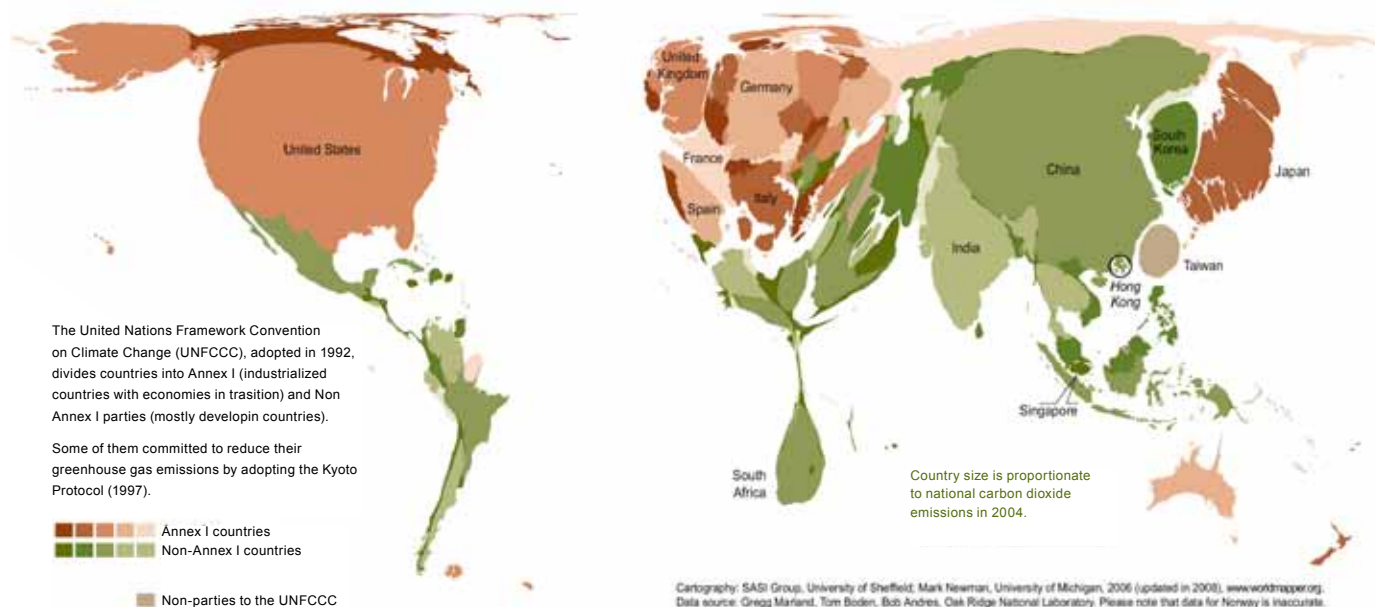 United States
The United Nations Framework Convention
on Climate Change (UNFCCC), adopted in 1992,
divides countries into Annex I (industrialized
countries with economies in trasition) and Non
Annex I parties (mostly developin countries).
Some of them committed to reduce their
greenhouse gas emissions by adopting the Kyoto
Protocol (1997).
Annex I countries
Non-Annex I countries
Non-parties to the UNFCCC
United
Kingdom
Germany
France
Spain
Italy
China
South
Korea
Japan
India
Taiwan
Hong
Kong
Singapore
South
Africa
Country size is proportionate
to national carbon dioxide
emissions in 2004.
Cartography: SASI Group, University of Sheffield; Mark Newman, University of Michigan, 2006 (updated in 2008), www.worldmapper.org.
Data source: Gregg Marland, Tom Boden, Bob Andres, Oak Ridge National Laboratory. Please note that data for Norway is inaccurate.